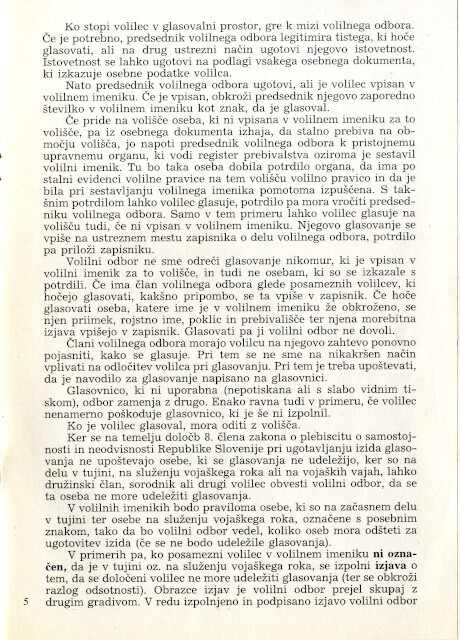 Ko stopi volilec v glasovalni prostor, gre k mizi volilnega odbora.
Če je potrebno, predsednik volilnega odbora legitimira tistega, ki hoče
glasovati, ali na drug ustrezni način ugotovi njegovo istovetnost.
Istovetnost se lahko ugotovi na podlagi vsakega osebnega dokumenta,
ki izkazuje osebne podatke volilca.
Nato predsednik volilnega odbora ugotovi, ali je volilec vpisan v
volilnem imeniku. Če je vpisan, obkroži predsednik njegovo zaporedno
številko v volilnem imeniku kot znak, da je glasoval.
Če pride na volišče oseba, ki ni vpisana v volilnem imeniku za to
volišče, pa iz osebnega dokumenta izhaja, da stalno prebiva na ob-
močju volišča, jo napoti predsednik volilnega odbora k pristojnemu
upravnemu organu, ki vodi register prebivalstva oziroma je sestavil
volilni imenik. Tu bo taka oseba dobila potrdilo organa, da ima po
stalni evidenci volilne pravice na tem volišču volilno pravico in da je
bila pri sestavljanju volilnega imenika pomotoma izpuščena. S tak-
šnim potrdilom lahko volilec glasuje, potrdilo pa mora vročiti predsed-
niku volilnega odbora. Samo v tem primeru lahko volilec glasuje na
volišču tudi, če ni vpisan v volilnem imeniku. Njegovo glasovanje se
vpiše na ustreznem mestu zapisnika o delu volilnega odbora, potrdilo
pa priloži zapisniku.
Volilni odbor ne sme odreči glasovanje nikomur, ki je vpisan v
volilni imenik za to volišče, in tudi ne osebam, ki so se izkazale s
potrdili. Če ima član volilnega odbora glede posameznih volilcev, ki
hočejo glasovati, kakšno pripombo, se ta vpiše v zapisnik. Če hoče
glasovati oseba, katere ime je v volilnem imeniku že obkroženo, se
njen priimek, rojstno ime, poklic in prebivališče ter njena morebitna
izjava vpišejo v zapisnik. Glasovati pa ji volilni odbor ne dovoli.
Člani volilnega odbora morajo volilcu na njegovo zahtevo ponovno
pojasniti, kako se glasuje. Pri tem se ne sme na nikakršen način
vplivati na odločitev volilca pri glasovanju. Pri tem je treba upoštevati,
da je navodilo za glasovanje napisano na glasovnici.
Glasovnico, ki ni uporabna (nepotiskana ali s slabo vidnim ti-
skom), odbor zamenja z drugo. Enako ravna tudi v primeru, če volilec
nenamerno poškoduje glasovnico, ki je še ni izpolnil.
Ko je volilec glasoval, mora oditi z volišča.
Ker se na temelju določb 8. člena zakona o plebiscitu o samostoj-
nosti in neodvisnosti Republike Slovenije pri ugotavljanju izida glaso-
vanja ne upoštevajo osebe, ki se glasovanja ne udeležijo, ker so na
delu v tujini, na služenju vojaškega roka ali na vojaških vajah, lahko
družinski član, sorodnik ali drugi volilec obvesti volilni odbor, da se
ta oseba ne more udeležiti glasovanja.
V volilnih imenikih bodo praviloma osebe, ki so na začasnem delu
v tujini ter osebe na služenju vojaškega roka, označene s posebnim
znakom, tako da bo volilni odbor vedel, koliko oseb mora odšteti za
ugotovitev izida (če se ne bodo udeležile glasovanja).
V primerih pa, ko posamezni volilec v volilnem imeniku ni ozna-
čen, da je v tujini oz. na služenju vojaškega roka, se izpolni izjava o
tem, da se določeni volilec ne more udeležiti glasovanja (ter se obkroži
razlog odsotnosti). Obrazce izjav je volilni odbor prejel skupaj z
drugim gradivom. V redu izpolnjeno in podpisano izjavo volilni odbor
5